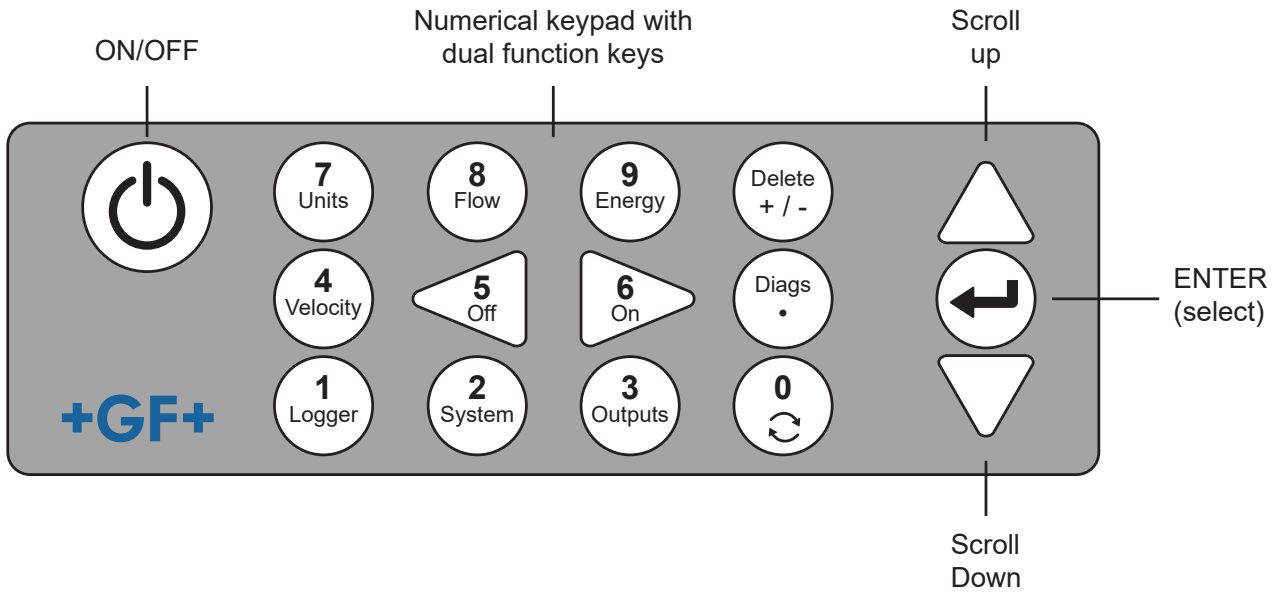 ON/OFF
Numerical keypad with
dual function keys
Scroll
up
7
Units
8
Flow
9
Energy
Delete
+ / -
4
Velocity
5
Off
6
On
Diags
•
ENTER
(select)
1
Logger
2
System
3
Outputs
0
+GF+
Scroll
Down